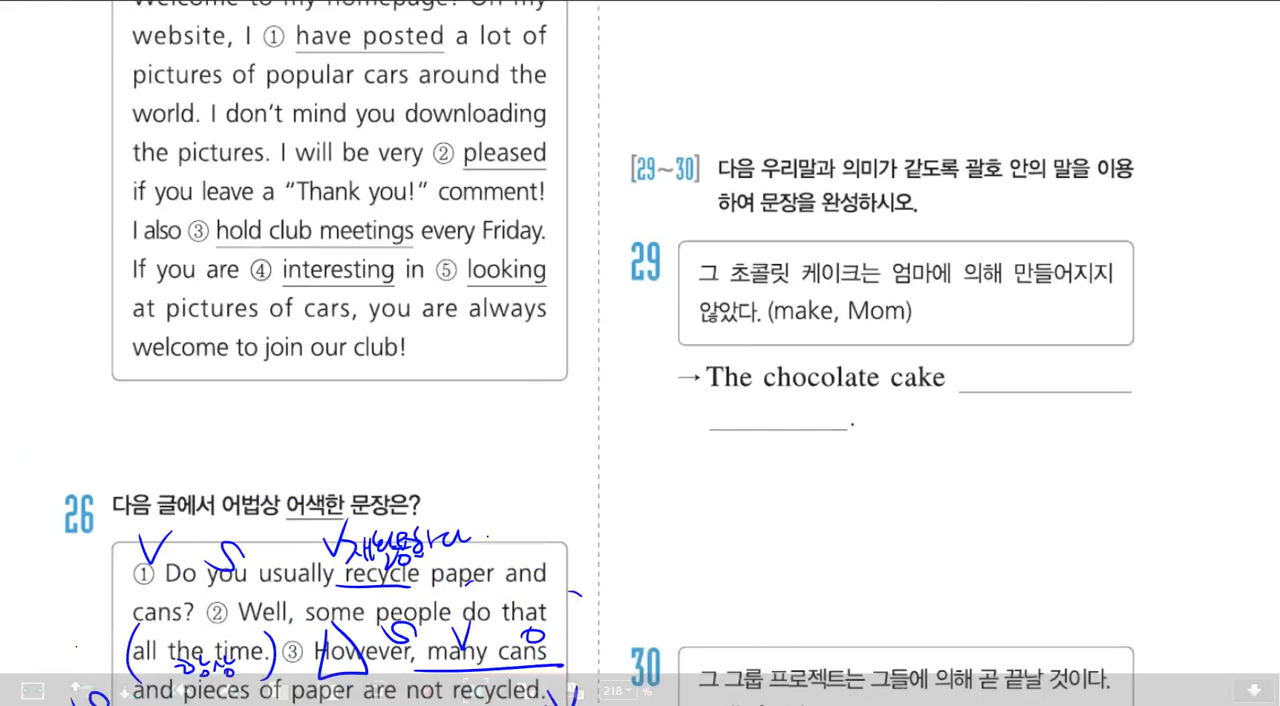 Welcome to my homepage! On my
website, I ① have posted a lot of
pictures of popular cars around the
world. I don't mind you downloading
the pictures. I will be very ② pleased
if you leave a “Thank you!” comment!
I also ③ hold club meetings every Friday.
If you are ④ interesting in ⑤ looking
at pictures of cars, you are always
welcome to join our club!
26 다음 글에서 어법상 어색한 문장은?
V S V 재활용하다
① Do you usually recycle paper and
cans? ② Well, some people do that
S V
all the time. ③ However, many cans
항상
and pieces of paper are not recycled.
[29~30] 다음 우리말과 의미가 같도록 괄호 안의 말을 이용
하여 문장을 완성하시오.
29 그 초콜릿 케이크는 엄마에 의해 만들어지지
않았다. (make, Mom)
→ The chocolate cake
.
30 그 그룹 프로젝트는 그들에 의해 곧 끝날 것이다.
218 %